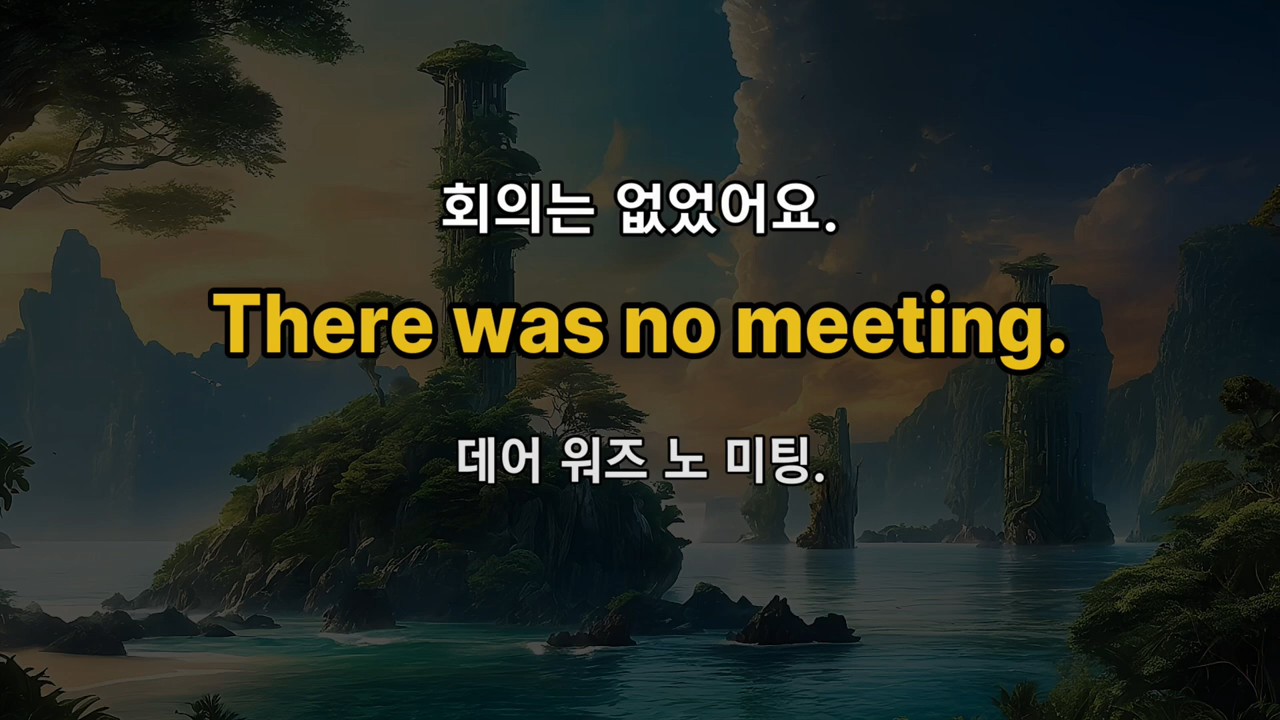 회의는 없었어요.
There was no meeting.
데어 워즈 노 미팅.